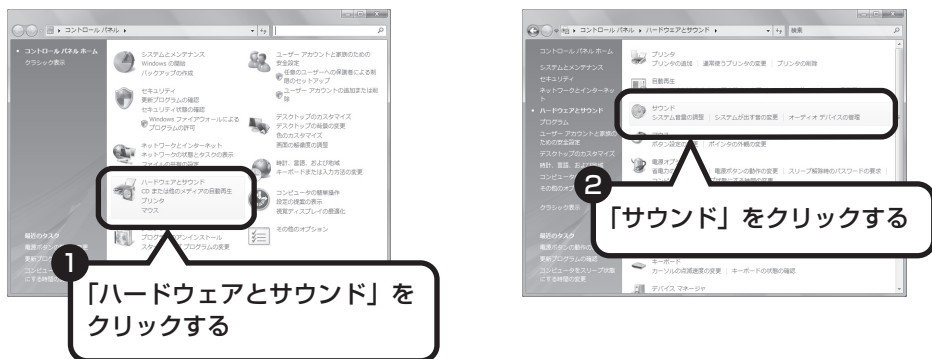 コントロール パネル
コントロール パネル ホーム
クラシック表示
システムとメンテナンス
Windows の開始
バックアップの作成
セキュリティ
更新プログラムの確認
セキュリティ状態の確認
Windows ファイアウォールによる
プログラムの許可
ネットワークとインターネット
ネットワークの状態とタスクの表示
ハードウェアとサウンド
CD または他のメディアの自動再生
プリンタ
マウス
プログラムの変更
ユーザー アカウントと家族のための
安全設定
任意のユーザーへの保護者による制
限のセットアップ
ユーザー アカウントの追加または削
除
デスクトップのカスタマイズ
デスクトップの背景の変更
色のカスタマイズ
画面の解像度の調整
時計、言語、および地域
キーボードまたは入力方法の変更
コンピュータの簡単操作
設定の提案の表示
視覚ディスプレイの最適化
その他のオプション
最近のタスク
1
「ハードウェアとサウンド」を
クリックする
コントロール パネル ▸ ハードウェアとサウンド
検索
コントロール パネル ホーム
システムとメンテナンス
セキュリティ
ネットワークとインターネッ
ト
ハードウェアとサウンド
プログラム
ユーザー アカウントと家族の
ための安全設定
デスクトップのカスタマイズ
時計、言語、および地域
クラシック表示
最近のタスク
コンピュータをスリープ状態
にする時間の変更
プリンタ
プリンタの追加 | 通常使うプリンタの変更 | プリンタの削除
自動再生
サウンド
システム音量の調整 | システムが出す音の変更 | オーディオ デバイスの管理
ポインタの外観の変更
電源ボタンの動作の変更 | スリープ解除時のパスワードの要求
2
「サウンド」をクリックする
キーボード
カーソルの点滅速度の変更 | キーボードの状態の確認
デバイス マネージャ